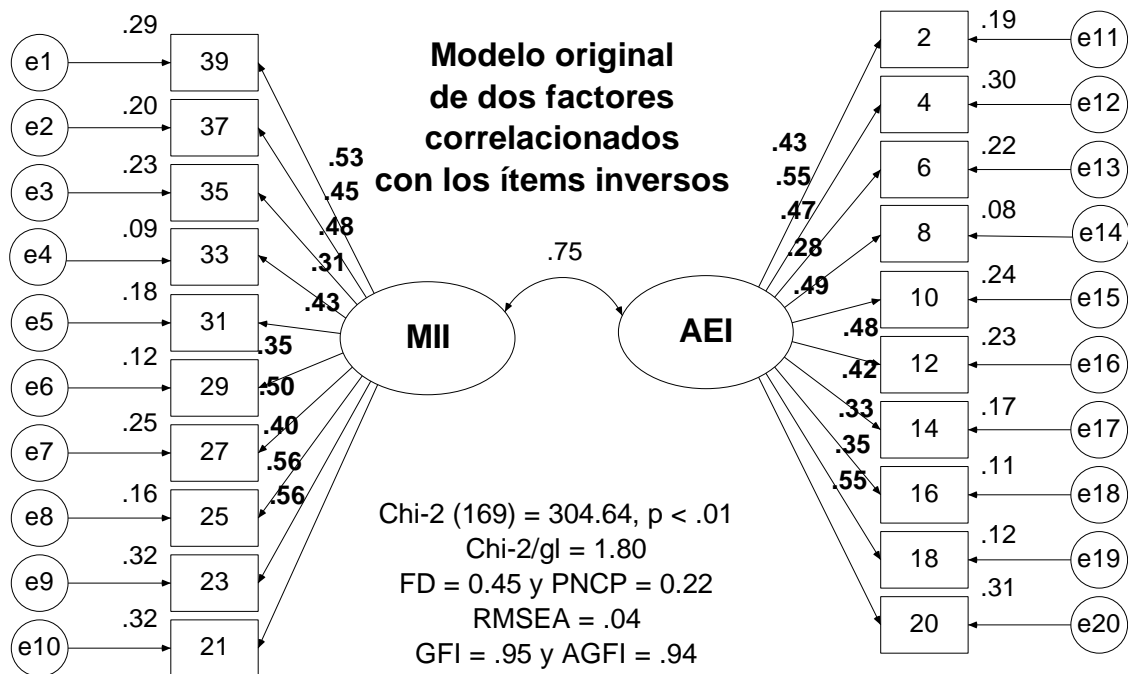 Modelo original
de dos factores
correlacionados
con los ítems inversos
.29
e1
39
.20
e2
37
.23
e3
35
.09
e4
33
.18
e5
31
.12
e6
29
.25
e7
27
.16
e8
25
.32
e9
23
.32
e10
21
.53
.45
.48
.31
.43
.35
.50
.40
.56
.56
MII
.75
AEI
.43
.55
.47
.28
.49
.48
.42
.33
.35
.55
2
.19
e11
4
.30
e12
6
.22
e13
8
.08
e14
10
.24
e15
12
.23
e16
14
.17
e17
16
.11
e18
18
.12
e19
20
.31
e20
Chi-2 (169) = 304.64, p < .01
Chi-2/gl = 1.80
FD = 0.45 y PNCP = 0.22
RMSEA = .04
GFI = .95 y AGFI = .94